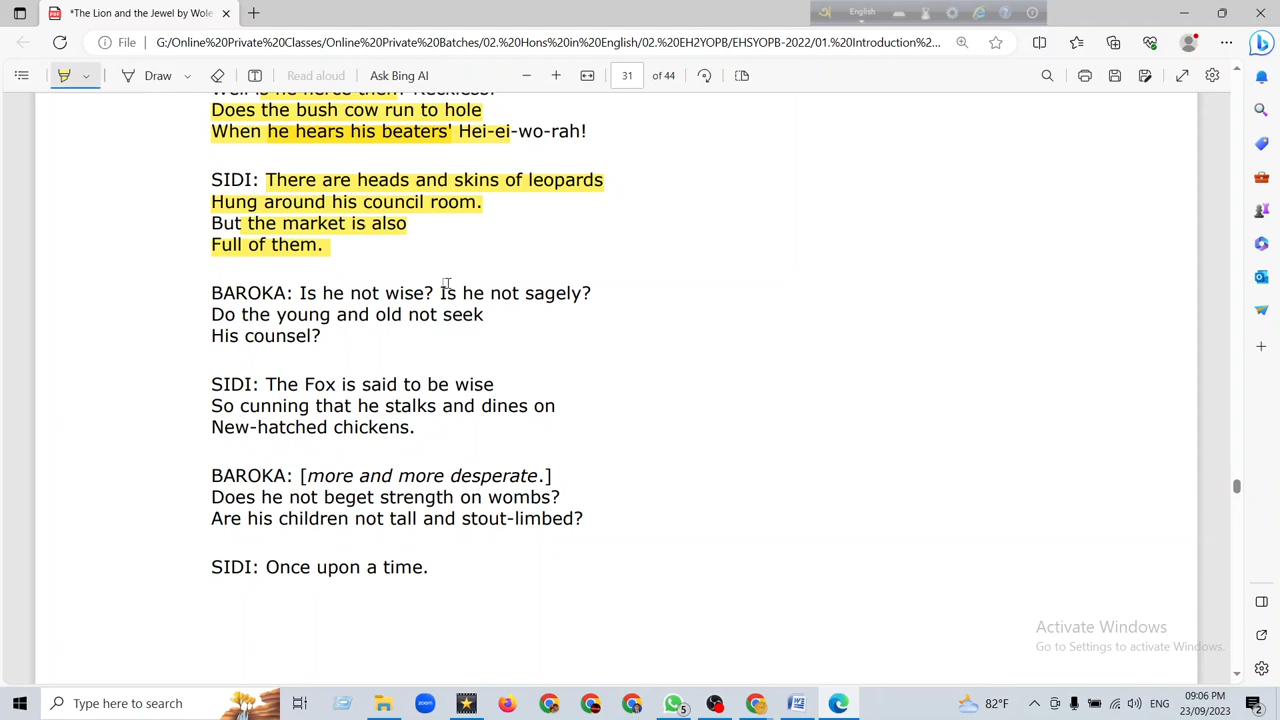 *The Lion and the Jewel by Wole
English
File
G:/Online%20Private%20Classes/Online%20Private%20Batches/02.%20Hons%20in%20English/02.%20EH2YOPB/EHSYOPB-2022/01.%20Introduction%2...
Draw
Read aloud
Ask Bing AI
31 of 44
Does the bush cow run to hole
When he hears his beaters' Hei-ei-wo-rah!
SIDI: There are heads and skins of leopards
Hung around his council room.
But the market is also
Full of them.
BAROKA: Is he not wise? Is he not sagely?
Do the young and old not seek
His counsel?
SIDI: The Fox is said to be wise
So cunning that he stalks and dines on
New-hatched chickens.
BAROKA: [more and more desperate.]
Does he not beget strength on wombs?
Are his children not tall and stout-limbed?
SIDI: Once upon a time.
Activate Windows
Go to Settings to activate Windows.
Type here to search
zoom
5
82°F
ENG
09:06 PM
23/09/2023
2